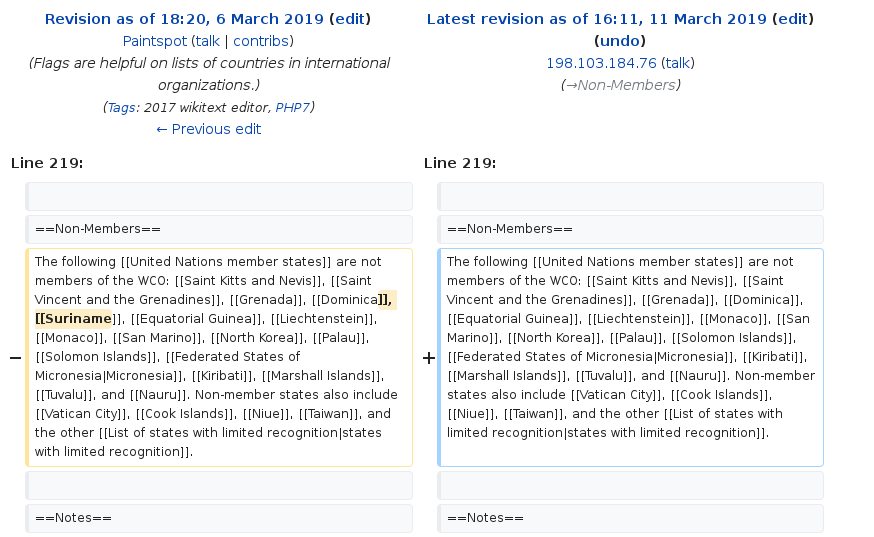 Revision as of 18:20, 6 March 2019 (edit)
Paintspot (talk | contribs)
(Flags are helpful on lists of countries in international
organizations.)
(Tags: 2017 wikitext editor, PHP7)
← Previous edit
Latest revision as of 16:11, 11 March 2019 (edit)
(undo)
198.103.184.76 (talk)
(→Non-Members)
Line 219:
Line 219:
==Non-Members==
==Non-Members==
−
The following [[United Nations member states]] are not
members of the WCO: [[Saint Kitts and Nevis]], [[Saint
Vincent and the Grenadines]], [[Grenada]], [[Dominica]],
[[Suriname]], [[Equatorial Guinea]], [[Liechtenstein]],
[[Monaco]], [[San Marino]], [[North Korea]], [[Palau]],
[[Solomon Islands]], [[Federated States of
Micronesia|Micronesia]], [[Kiribati]], [[Marshall Islands]],
[[Tuvalu]], and [[Nauru]]. Non-member states also include
[[Vatican City]], [[Cook Islands]], [[Niue]], [[Taiwan]], and
the other [[List of states with limited recognition|states
with limited recognition]].
+
The following [[United Nations member states]] are not
members of the WCO: [[Saint Kitts and Nevis]], [[Saint
Vincent and the Grenadines]], [[Grenada]], [[Dominica]],
[[Equatorial Guinea]], [[Liechtenstein]], [[Monaco]], [[San
Marino]], [[North Korea]], [[Palau]], [[Solomon Islands]],
[[Federated States of Micronesia|Micronesia]], [[Kiribati]],
[[Marshall Islands]], [[Tuvalu]], and [[Nauru]]. Non-member
states also include [[Vatican City]], [[Cook Islands]],
[[Niue]], [[Taiwan]], and the other [[List of states with
limited recognition|states with limited recognition]].
==Notes==
==Notes==